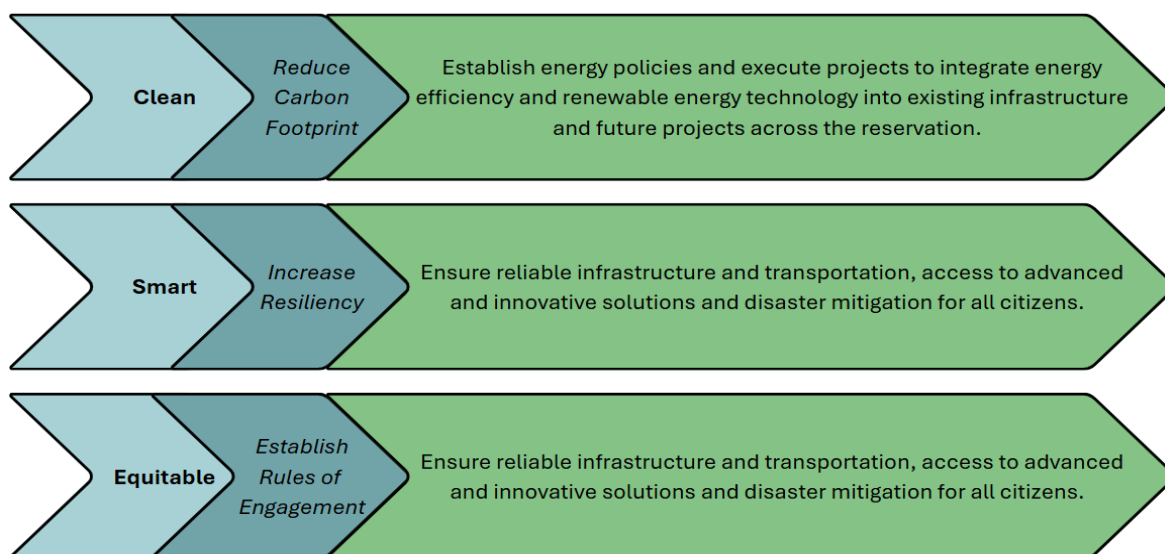 Clean
Reduce
Carbon
Footprint
Establish energy policies and execute projects to integrate energy
efficiency and renewable energy technology into existing infrastructure
and future projects across the reservation.
Smart
Increase
Resiliency
Ensure reliable infrastructure and transportation, access to advanced
and innovative solutions and disaster mitigation for all citizens.
Equitable
Establish
Rules of
Engagement
Ensure reliable infrastructure and transportation, access to advanced
and innovative solutions and disaster mitigation for all citizens.